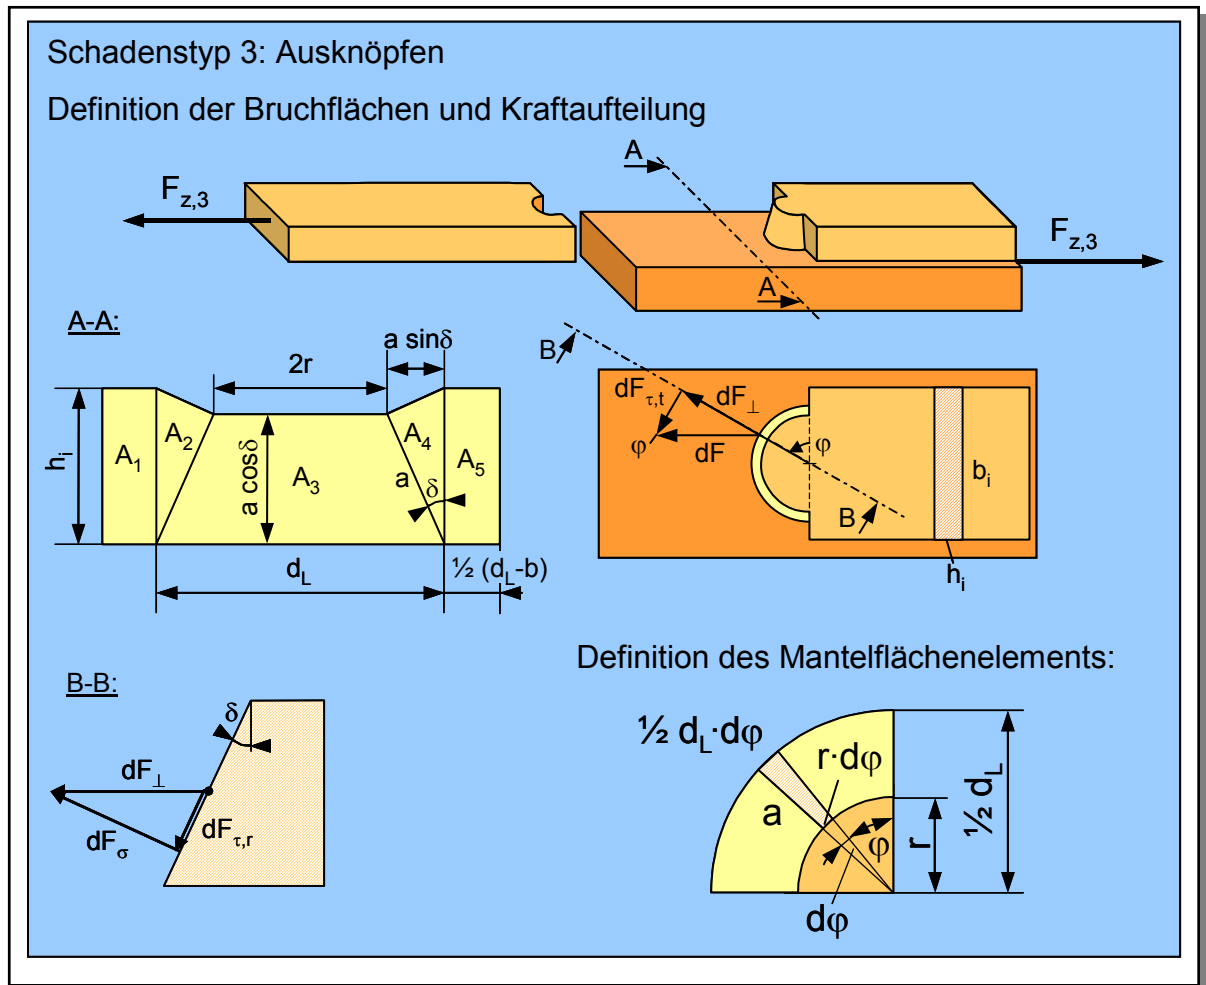 Schadenstyp 3: Ausknöpfen
Definition der Bruchflächen und Kraftaufteilung
A
F_z,3
F_z,3
A
A-A:
a sinδ
2r
h_i
A_1
A_2
a cosδ
A_3
A_4
a
δ
A_5
d_L
½ (d_L-b)
B
dF_τ,t
dF_⊥
φ
dF
φ
b_i
B
h_i
B-B:
δ
dF_⊥
dF_σ
dF_τ,r
Definition des Mantelflächenelements:
½ d_L·dφ
r·dφ
a
φ
r
½ d_L
dφ